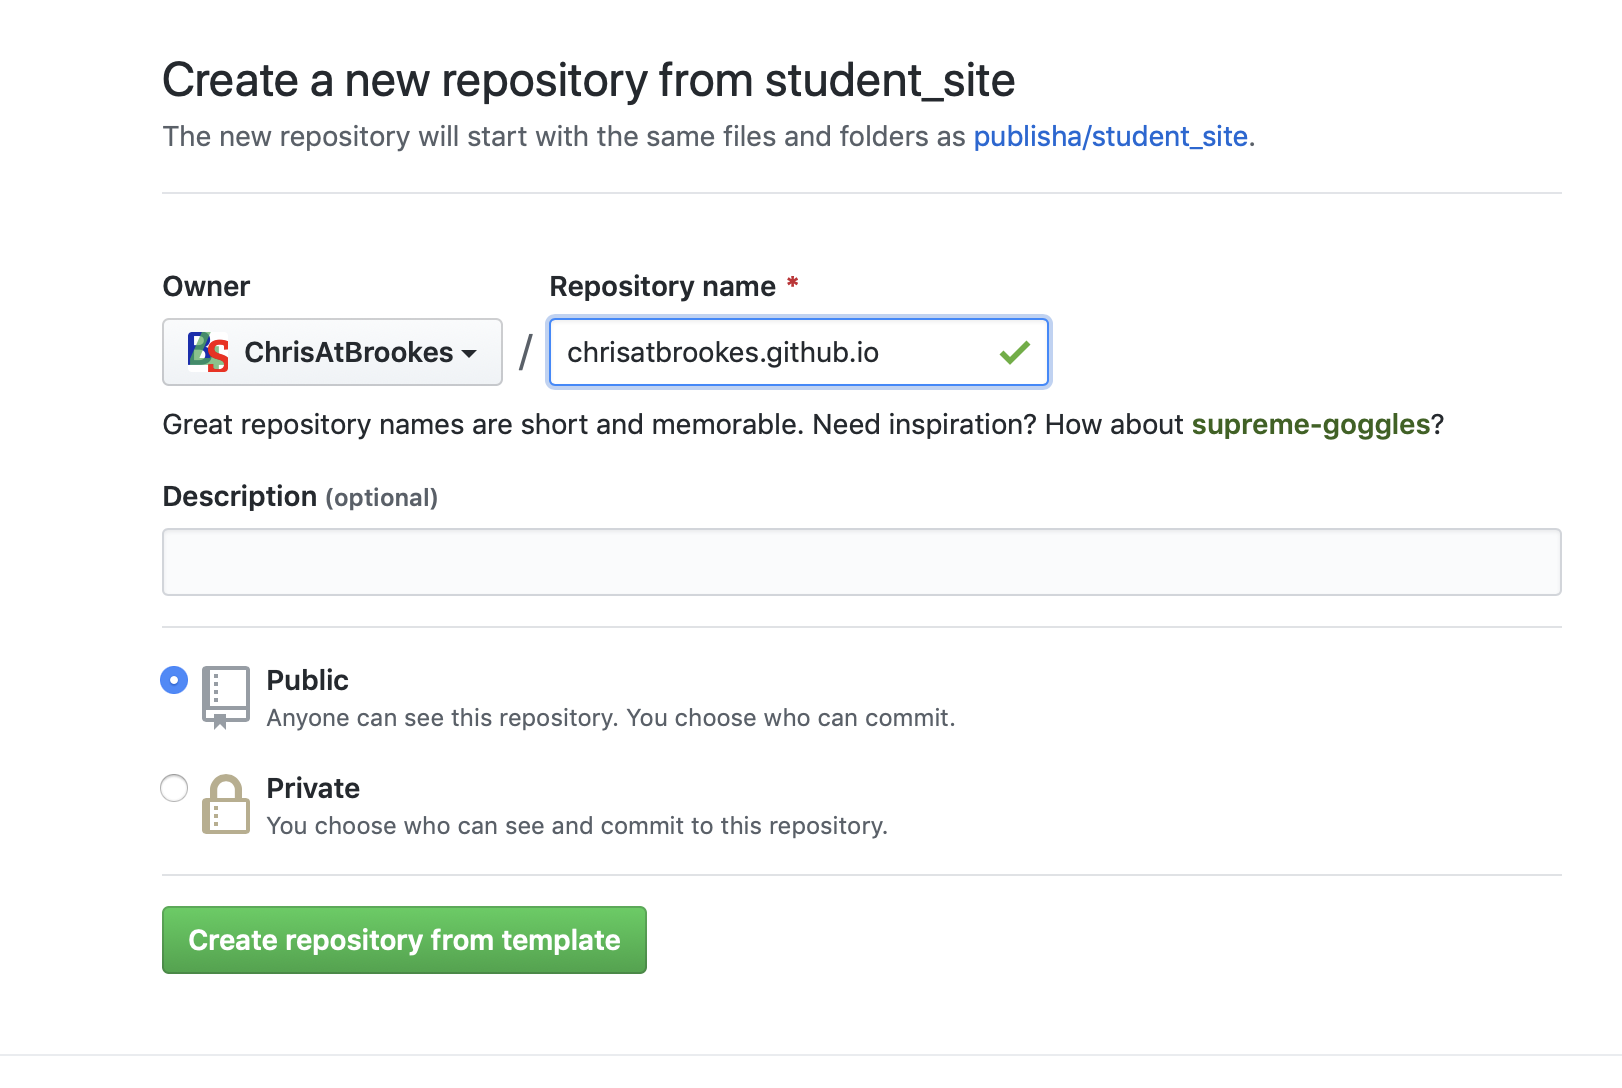 Create a new repository from student_site
The new repository will start with the same files and folders as publisha/student_site.
Owner
Repository name *
BS ChrisAtBrookes / chrisatbrookes.github.io
Great repository names are short and memorable. Need inspiration? How about supreme-goggles?
Description (optional)
Public
Anyone can see this repository. You choose who can commit.
Private
You choose who can see and commit to this repository.
Create repository from template